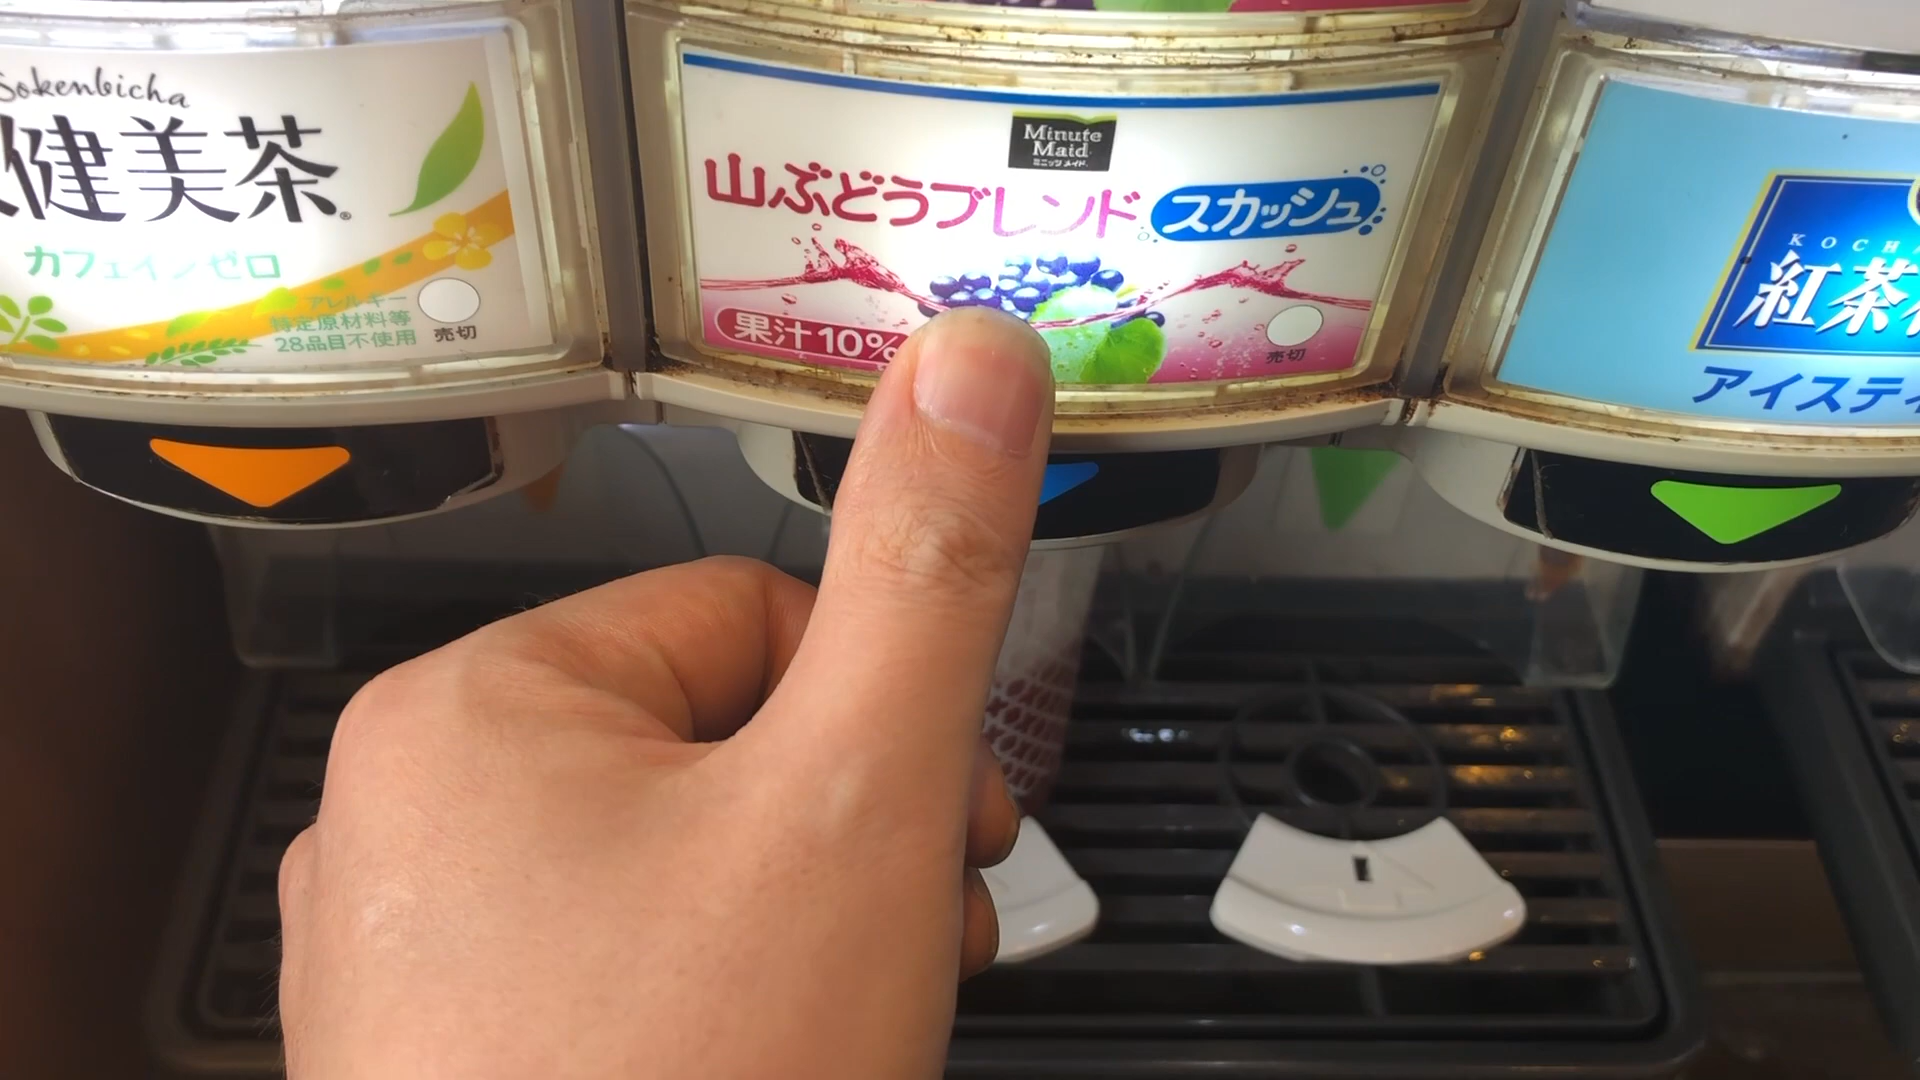 Sokenbicha
健美茶®
カフェインゼロ
アレルギー
特定原材料等
28品目不使用
売切
Minute
Maid
ミニッツメイド
山ぶどうブレンド スカッシュ
果汁10%
売切
KOCHA
紅茶
アイスティ